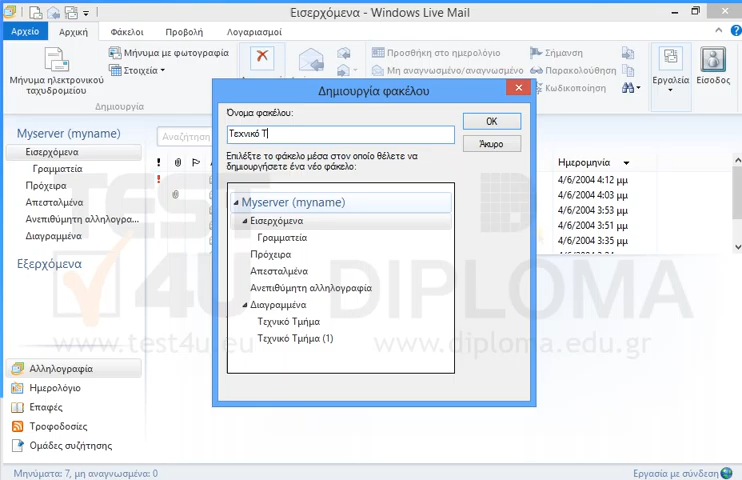 Εισερχόμενα - Windows Live Mail
Αρχείο
Αρχική
Φάκελοι
Προβολή
Λογαριασμοί
Μήνυμα ηλεκτρονικού
ταχυδρομείου
Μήνυμα με φωτογραφία
Στοιχεία
Δημιουργία
Προσθήκη στο ημερολόγιο
Μη αναγνωσμένο/αναγνωσμένο
Σήμανση
Παρακολούθηση
Κωδικοποίηση
Εργαλεία
Είσοδος
Myserver (myname)
Εισερχόμενα
Γραμματεία
Πρόχειρα
Απεσταλμένα
Ανεπιθύμητη αλληλογρα...
Διαγραμμένα
Εξερχόμενα
Αναζήτηση
Δημιουργία φακέλου
Όνομα φακέλου:
Τεχνικό Τ
OK
Άκυρο
Επιλέξτε το φάκελο μέσα στον οποίο θέλετε να
δημιουργήσετε ένα νέο φάκελο:
Myserver (myname)
Εισερχόμενα
Γραμματεία
Πρόχειρα
Απεσταλμένα
Ανεπιθύμητη αλληλογραφία
Διαγραμμένα
Τεχνικό Τμήμα
Τεχνικό Τμήμα (1)
Ημερομηνία
4/6/2004 4:12 μμ
4/6/2004 4:03 μμ
4/6/2004 3:53 μμ
4/6/2004 3:51 μμ
4/6/2004 3:35 μμ
TEST
4U
DIPLOMA
www.test4u.eu
www.diploma.edu.gr
Αλληλογραφία
Ημερολόγιο
Επαφές
Τροφοδοσίες
Ομάδες συζήτησης
Μηνύματα: 7, μη αναγνωσμένα: 0
Εργασία με σύνδεση